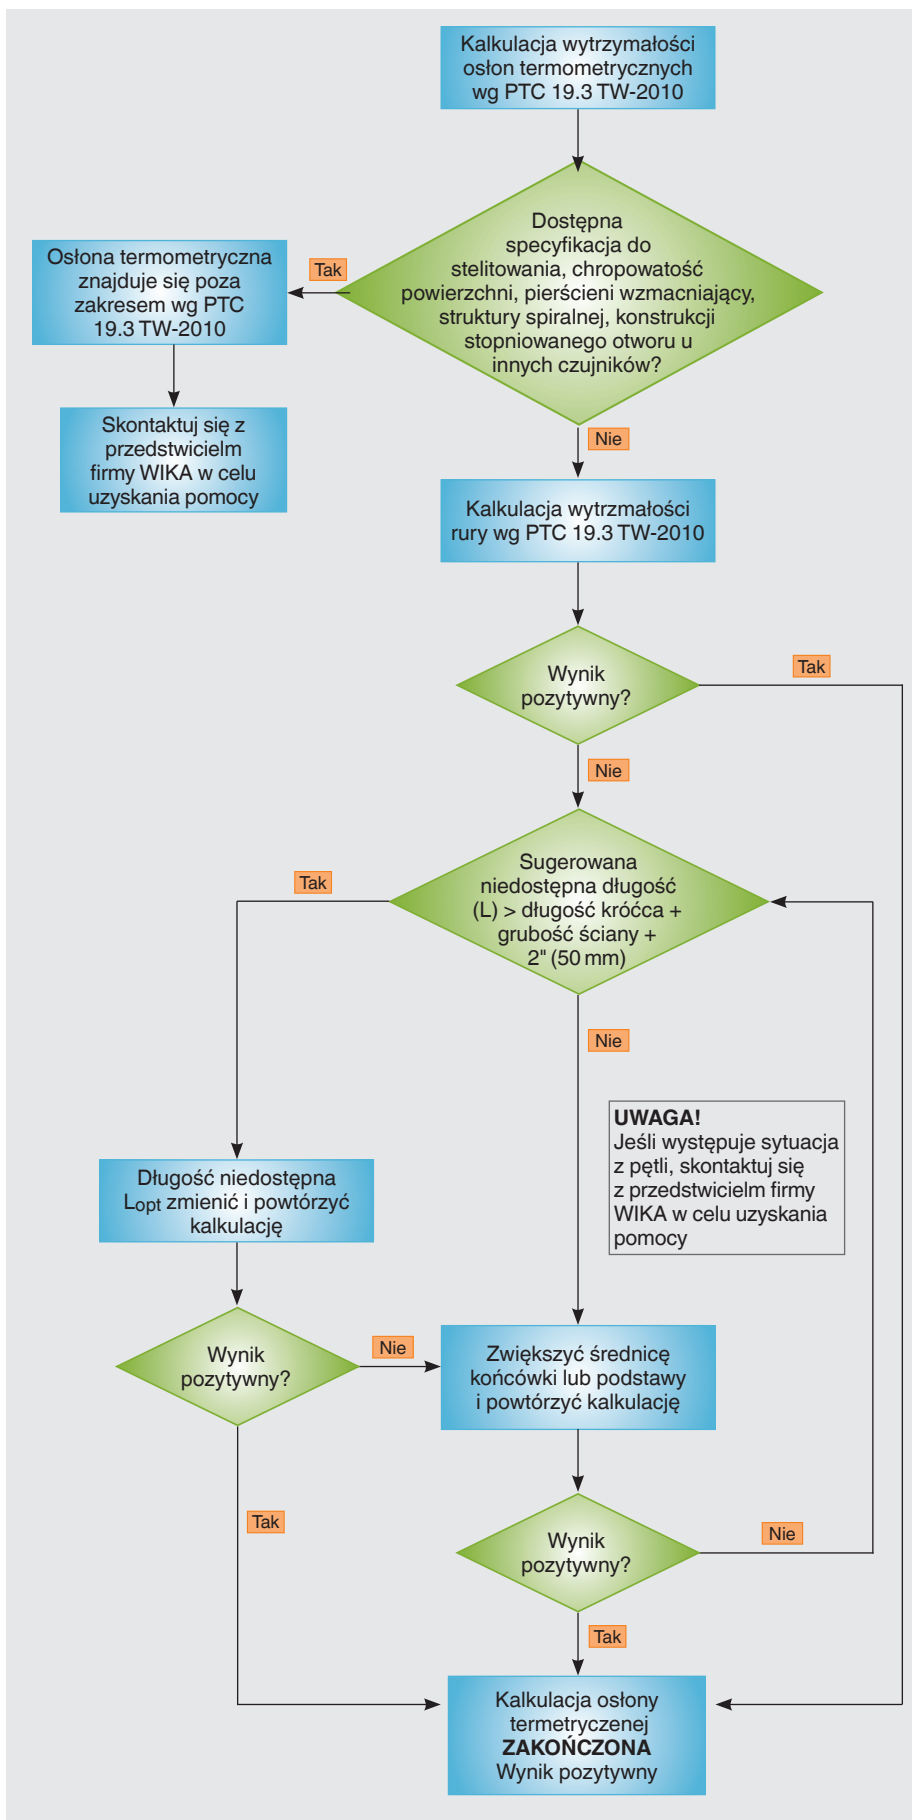 Kalkulacja wytrzymałości
osłon termometrycznych
wg PTC 19.3 TW-2010
Dostępna
specyfikacja do
stelitowania, chropowatość
powierzchni, pierścieni wzmacniający,
struktury spiralnej, konstrukcji
stopniowanego otworu u
innych czujników?
Tak
Osłona termometryczna
znajduje się poza
zakresem wg PTC
19.3 TW-2010
Skontaktuj się z
przedstwicielm
firmy WIKA w celu
uzyskania pomocy
Nie
Kalkulacja wytrzmałości
rury wg PTC 19.3 TW-2010
Wynik
pozytywny?
Tak
Nie
Sugerowana
niedostępna długość
(L) > długość króćca +
grubość ściany +
2" (50 mm)
Tak
Nie
UWAGA!
Jeśli występuje sytuacja
z pętli, skontaktuj się
z przedstwicielm firmy
WIKA w celu uzyskania
pomocy
Długość niedostępna
Lopt zmienić i powtórzyć
kalkulację
Wynik
pozytywny?
Nie
Zwiększyć średnicę
końcówki lub podstawy
i powtórzyć kalkulację
Tak
Wynik
pozytywny?
Nie
Tak
Kalkulacja osłony
termetryczenej
ZAKOŃCZONA
Wynik pozytywny